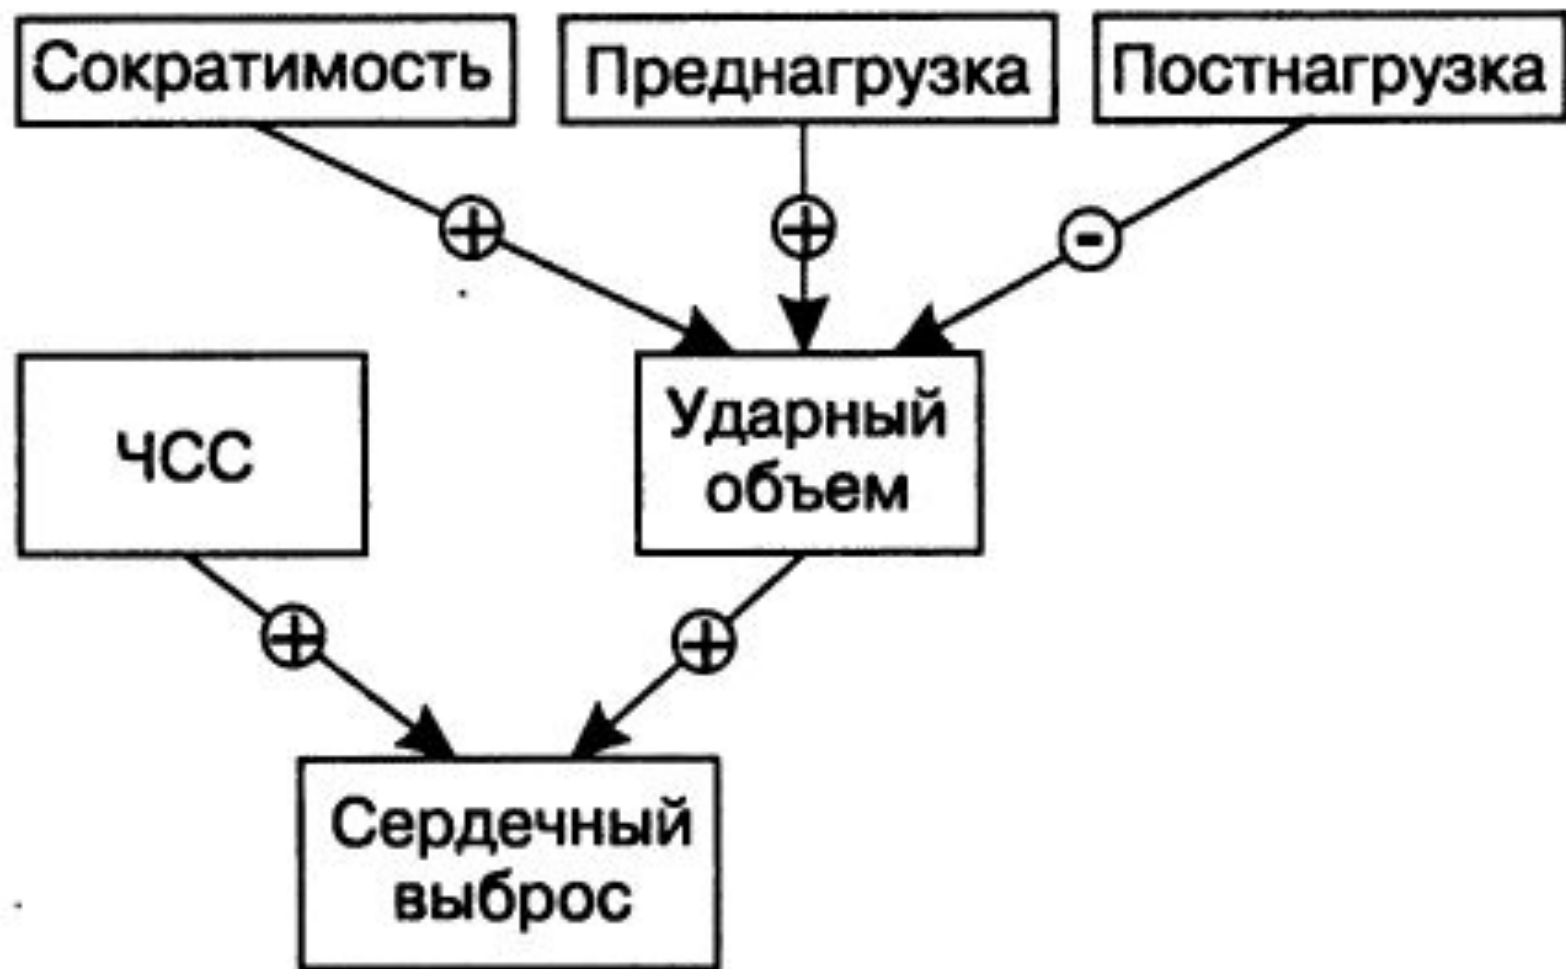 Сократимость
Преднагрузка
Постнагрузка
+
+
-
ЧСС
Ударный
объем
+
+
Сердечный
выброс